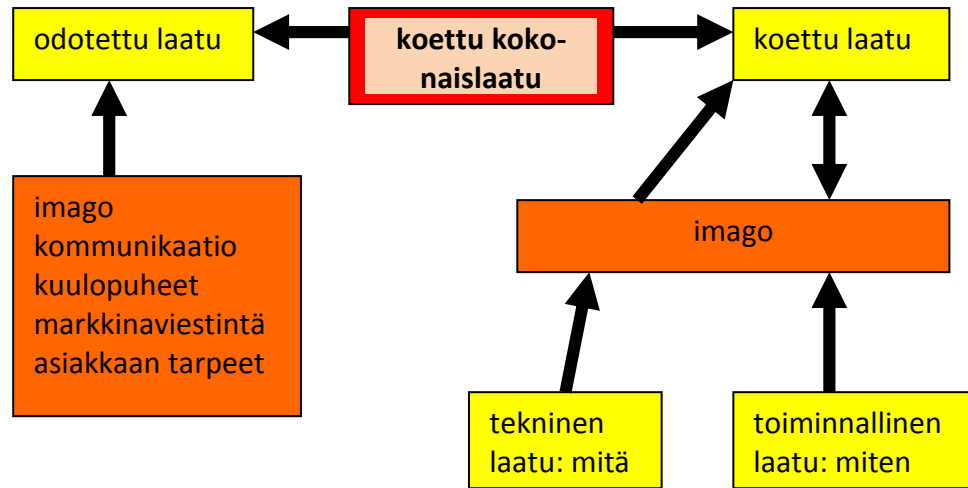 odotettu laatu
koettu koko-
naislaatu
koettu laatu
imago
kommunikaatio
kuulopuheet
markkinaviestintä
asiakkaan tarpeet
imago
tekninen
laatu: mitä
toiminnallinen
laatu: miten